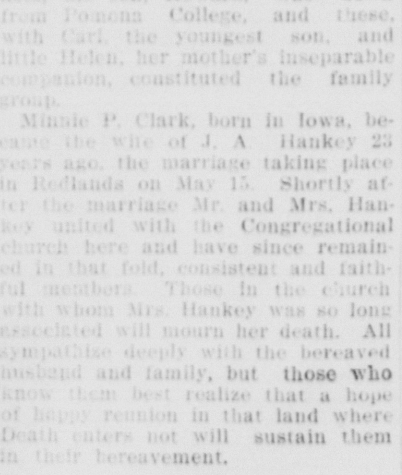 from Pomona College, and these,
with Carl, the youngest son, and
little Helen, her mother's inseparable
companion, constituted the family
group.
Minnie P. Clark, born in Iowa, be-
came the wife of J. A. Hankey 23
years ago, the marriage taking place
in Redlands on May 15. Shortly af-
ter the marriage Mr. and Mrs. Han-
key united with the Congregational
church here and have since remain-
ed in that fold, consistent and faith-
ful members. Those in the church
with whom Mrs. Hankey was so long
associated will mourn her death. All
sympathize deeply with the bereaved
husband and family, but those who
know them best realize that a hope
of happy reunion in that land where
Death enters not will sustain them
in their bereavement.